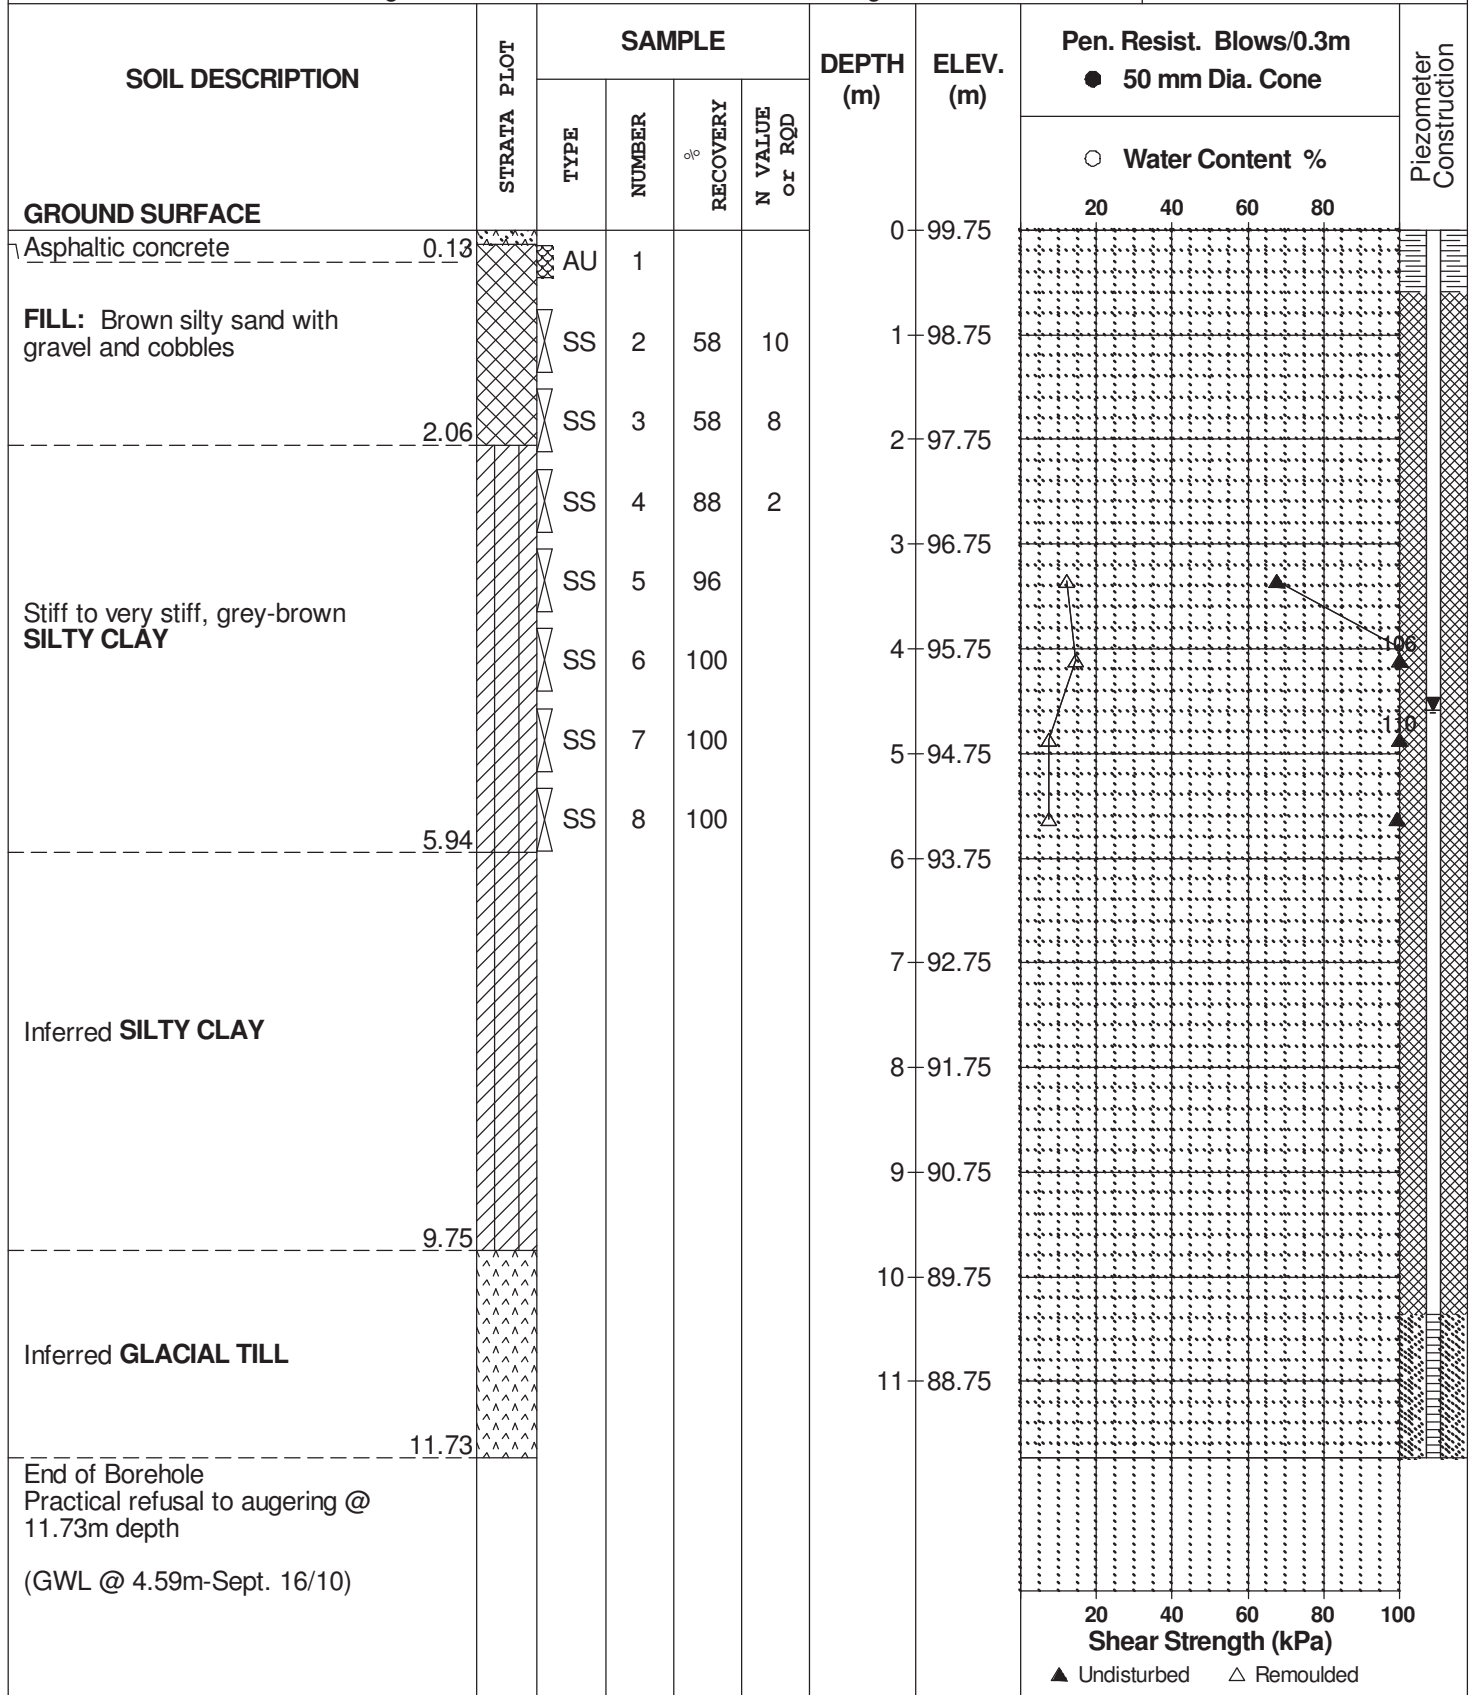 SOIL DESCRIPTION
GROUND SURFACE
STRATA PLOT
SAMPLE
TYPE
NUMBER
% RECOVERY
N VALUE or RQD
DEPTH (m)
ELEV. (m)
Pen. Resist. Blows/0.3m
● 50 mm Dia. Cone
○ Water Content %
20 40 60 80
Piezometer Construction
0 99.75
Asphaltic concrete 0.13
AU 1
FILL: Brown silty sand with
gravel and cobbles
SS 2 58 10
1 98.75
SS 3 58 8
2.06
2 97.75
SS 4 88 2
3 96.75
SS 5 96
Stiff to very stiff, grey-brown
SILTY CLAY
106
4 95.75
SS 6 100
110
SS 7 100
5 94.75
SS 8 100
5.94
6 93.75
7 92.75
Inferred SILTY CLAY
8 91.75
9 90.75
9.75
10 89.75
Inferred GLACIAL TILL
11 88.75
11.73
End of Borehole
Practical refusal to augering @
11.73m depth
(GWL @ 4.59m-Sept. 16/10)
20 40 60 80 100
Shear Strength (kPa)
▲ Undisturbed △ Remoulded